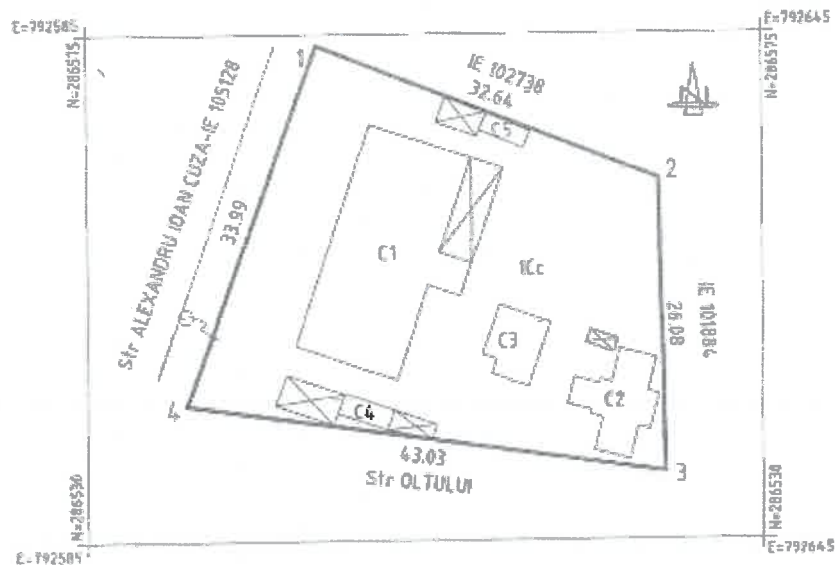 E=792585
E=792645
N=286575
N=286575
1
IE 102738
32.64
C5
2
Str ALEXANDRU IOAN CUZA-IE 105128
33.99
C1
1Cc
C3
IE 101884
26.08
C2
4
C4
43.03
Str OLTULUI
3
N=286530
N=286530
E=792585
E=792645